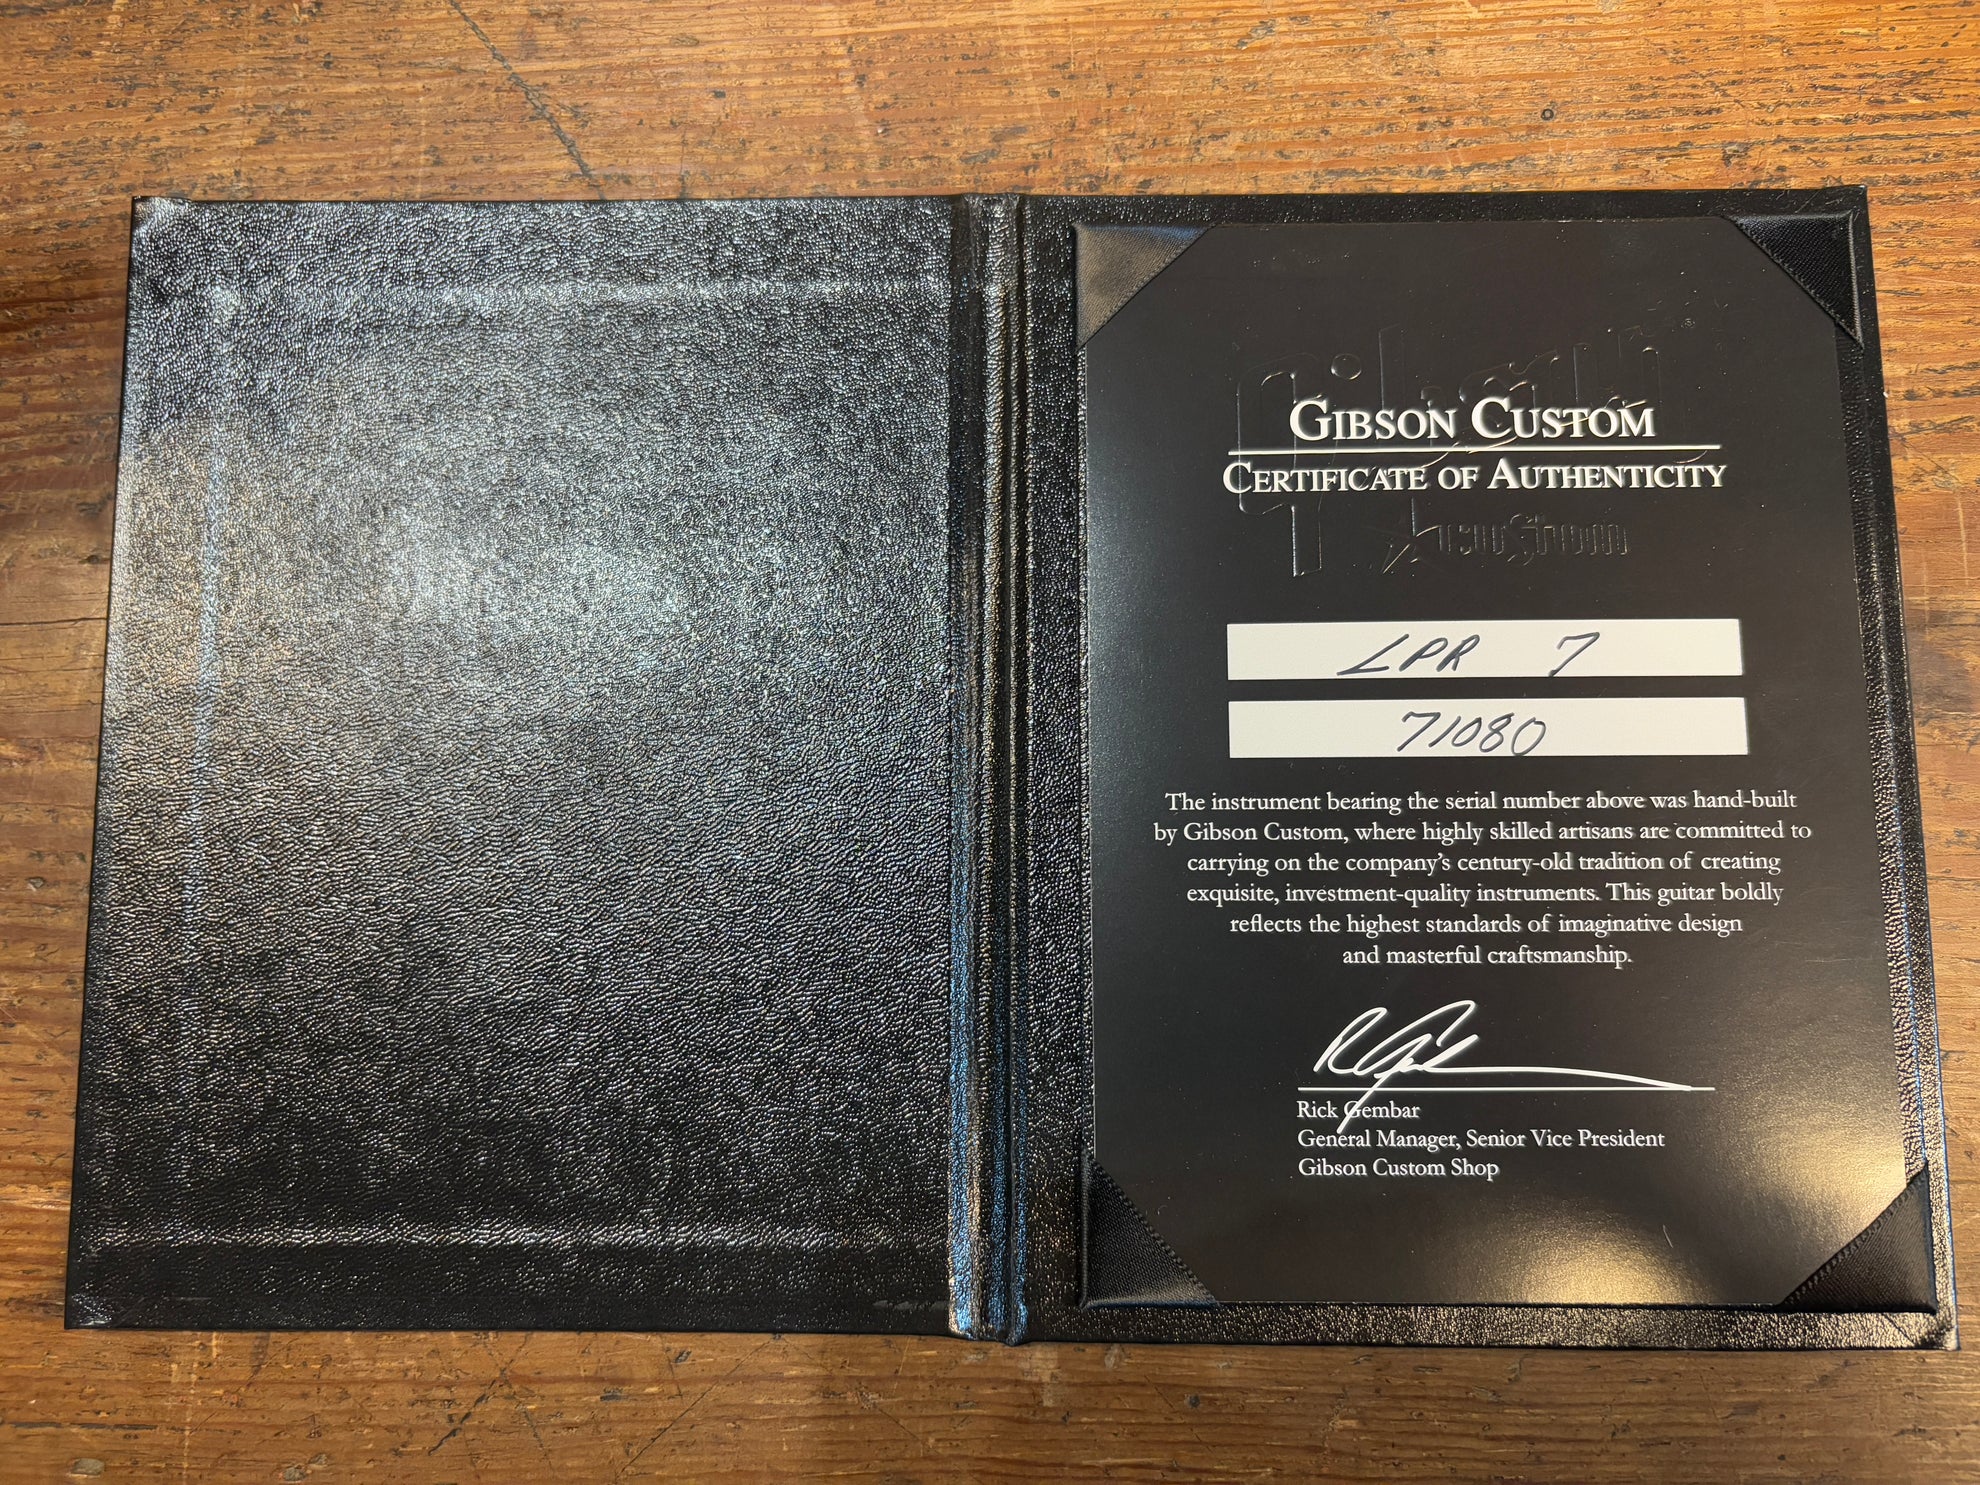 Gibson
GIBSON CUSTOM
CERTIFICATE OF AUTHENTICITY
Custom
LPR 7
71080
The instrument bearing the serial number above was hand-built
by Gibson Custom, where highly skilled artisans are committed to
carrying on the company's century-old tradition of creating
exquisite, investment-quality instruments. This guitar boldly
reflects the highest standards of imaginative design
and masterful craftsmanship.
Rick Gembar
General Manager, Senior Vice President
Gibson Custom Shop